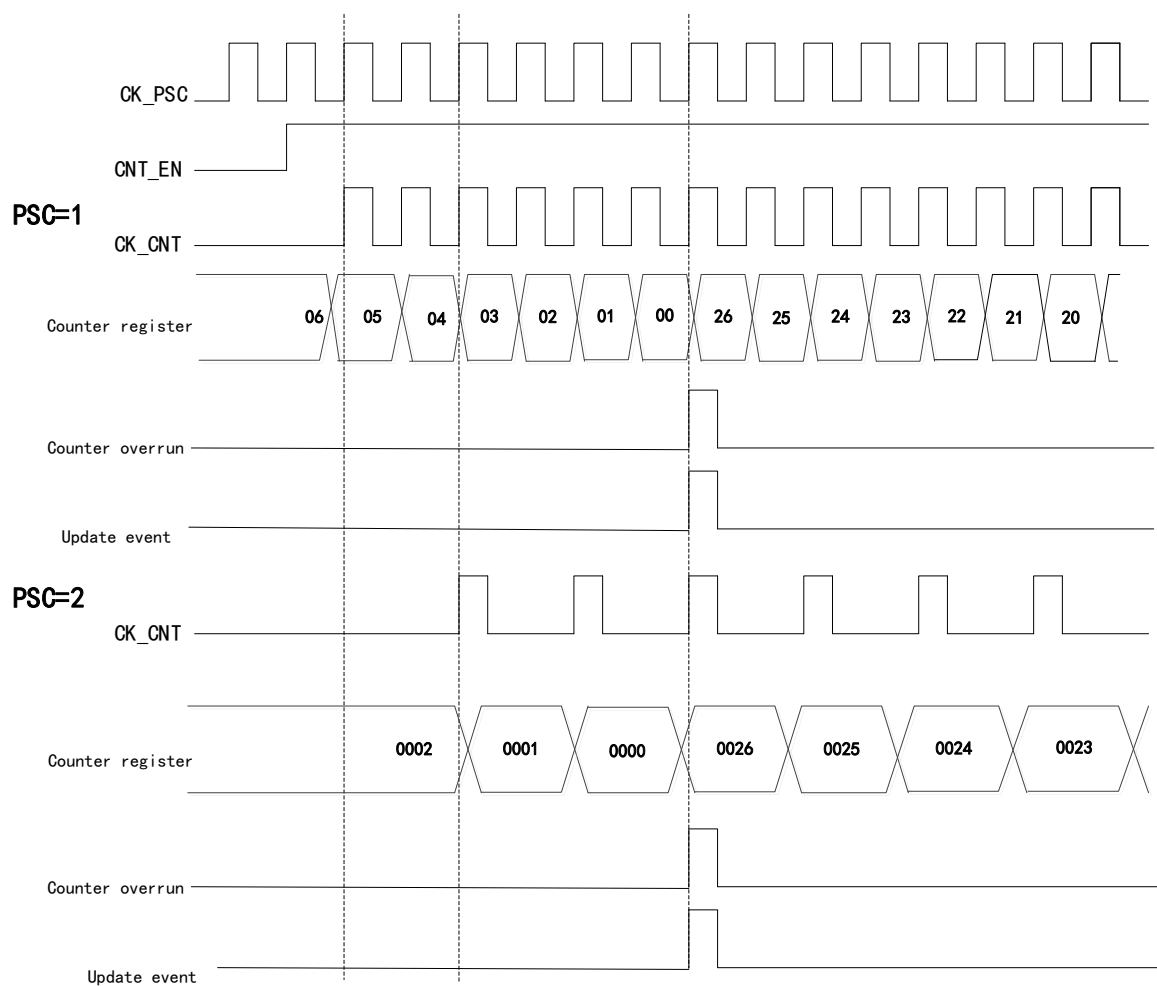 CK_PSC
CNT_EN
PSC=1
CK_CNT
Counter register 06 05 04 03 02 01 00 26 25 24 23 22 21 20
Counter overrun
Update event
PSC=2
CK_CNT
Counter register 0002 0001 0000 0026 0025 0024 0023
Counter overrun
Update event